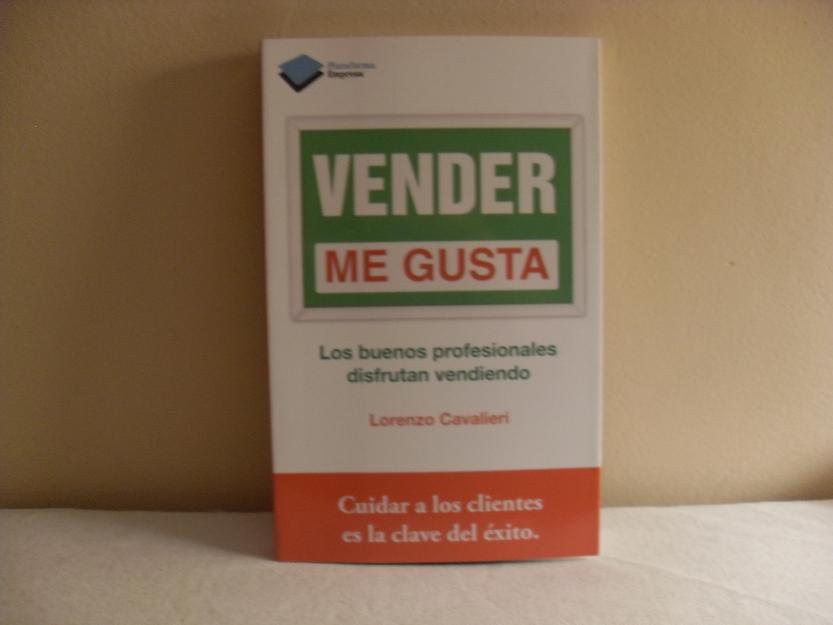 Plataforma
Empresa
VENDER
ME GUSTA
Los buenos profesionales
disfrutan vendiendo
Lorenzo Cavalieri
Cuidar a los clientes
es la clave del éxito.